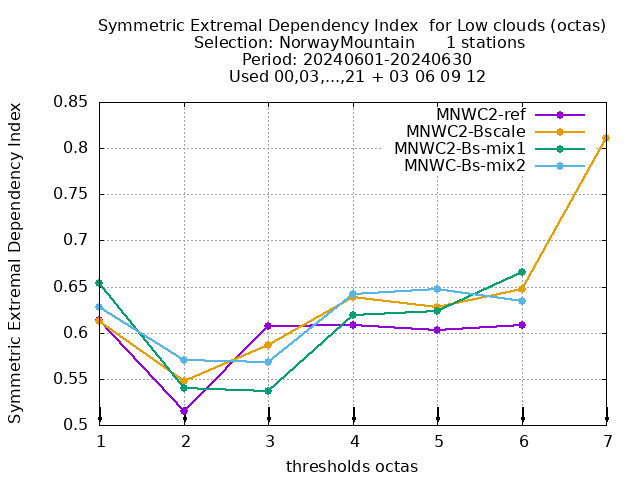 Symmetric Extremal Dependency Index  for Low clouds (octas)
Selection: NorwayMountain      1 stations
Period: 20240601-20240630
Used 00,03,...,21 + 03 06 09 12
Symmetric Extremal Dependency Index
0.85
0.8
0.75
0.7
0.65
0.6
0.55
0.5
MNWC2-ref
MNWC2-Bscale
MNWC2-Bs-mix1
MNWC-Bs-mix2
1 2 3 4 5 6 7
thresholds octas